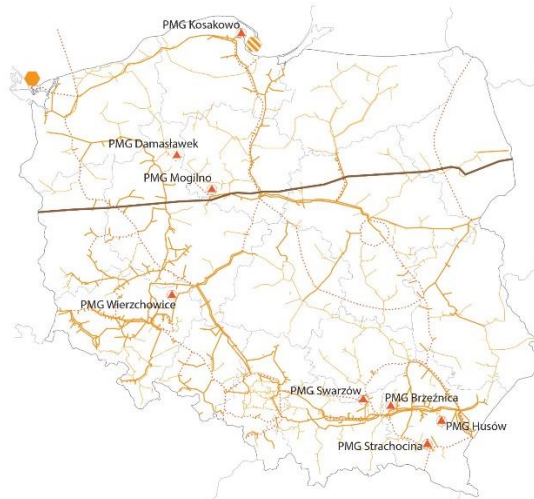 PMG Kosakowo
PMG Damasławek
PMG Mogilno
PMG Wierzchowice
PMG Swarzów
PMG Brzeźnica
PMG Husów
PMG Strachocina